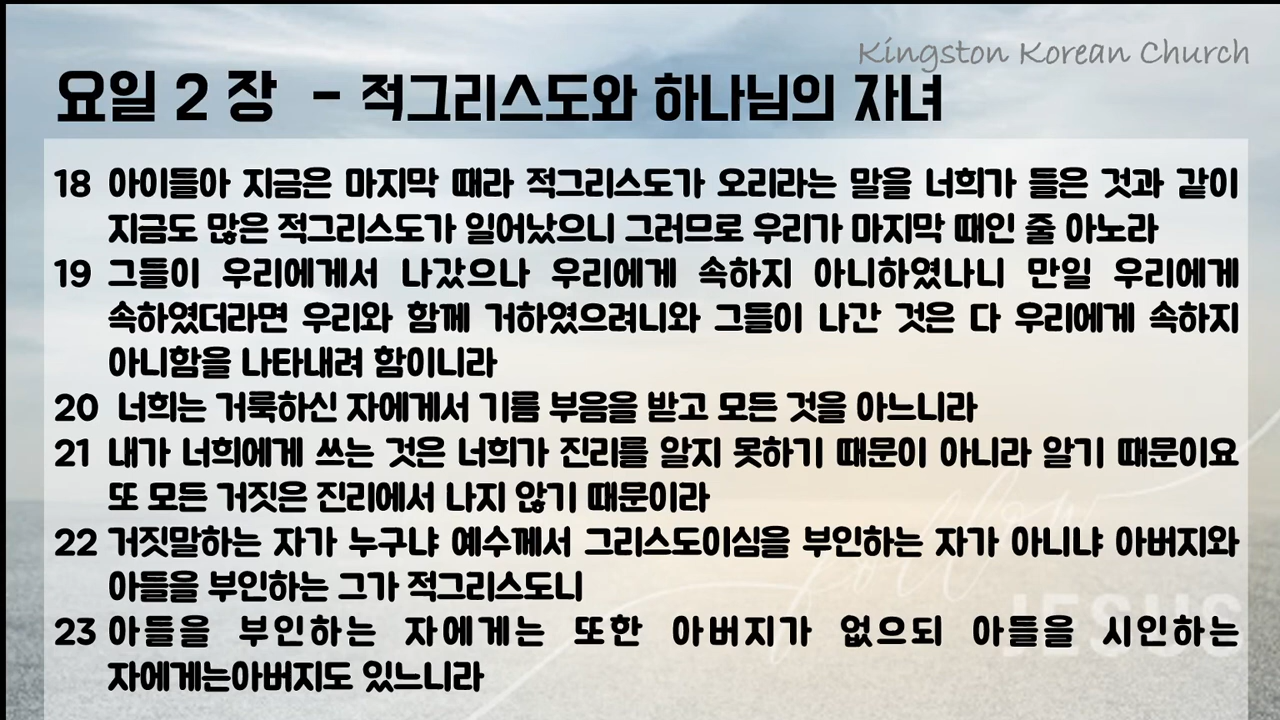 Kingston Korean Church
요일 2 장 - 적그리스도와 하나님의 자녀
18 아이들아 지금은 마지막 때라 적그리스도가 오리라는 말을 너희가 들은 것과 같이
지금도 많은 적그리스도가 일어났으니 그러므로 우리가 마지막 때인 줄 아노라
19 그들이 우리에게서 나갔으나 우리에게 속하지 아니하였나니 만일 우리에게
속하였더라면 우리와 함께 거하였으려니와 그들이 나간 것은 다 우리에게 속하지
아니함을 나타내려 함이니라
20 너희는 거룩하신 자에게서 기름 부음을 받고 모든 것을 아느니라
21 내가 너희에게 쓰는 것은 너희가 진리를 알지 못하기 때문이 아니라 알기 때문이요
또 모든 거짓은 진리에서 나지 않기 때문이라
22 거짓말하는 자가 누구냐 예수께서 그리스도이심을 부인하는 자가 아니냐 아버지와
아들을 부인하는 그가 적그리스도니
23 아들을 부인하는 자에게는 또한 아버지가 없으되 아들을 시인하는
자에게는아버지도 있느니라
follow
JESUS